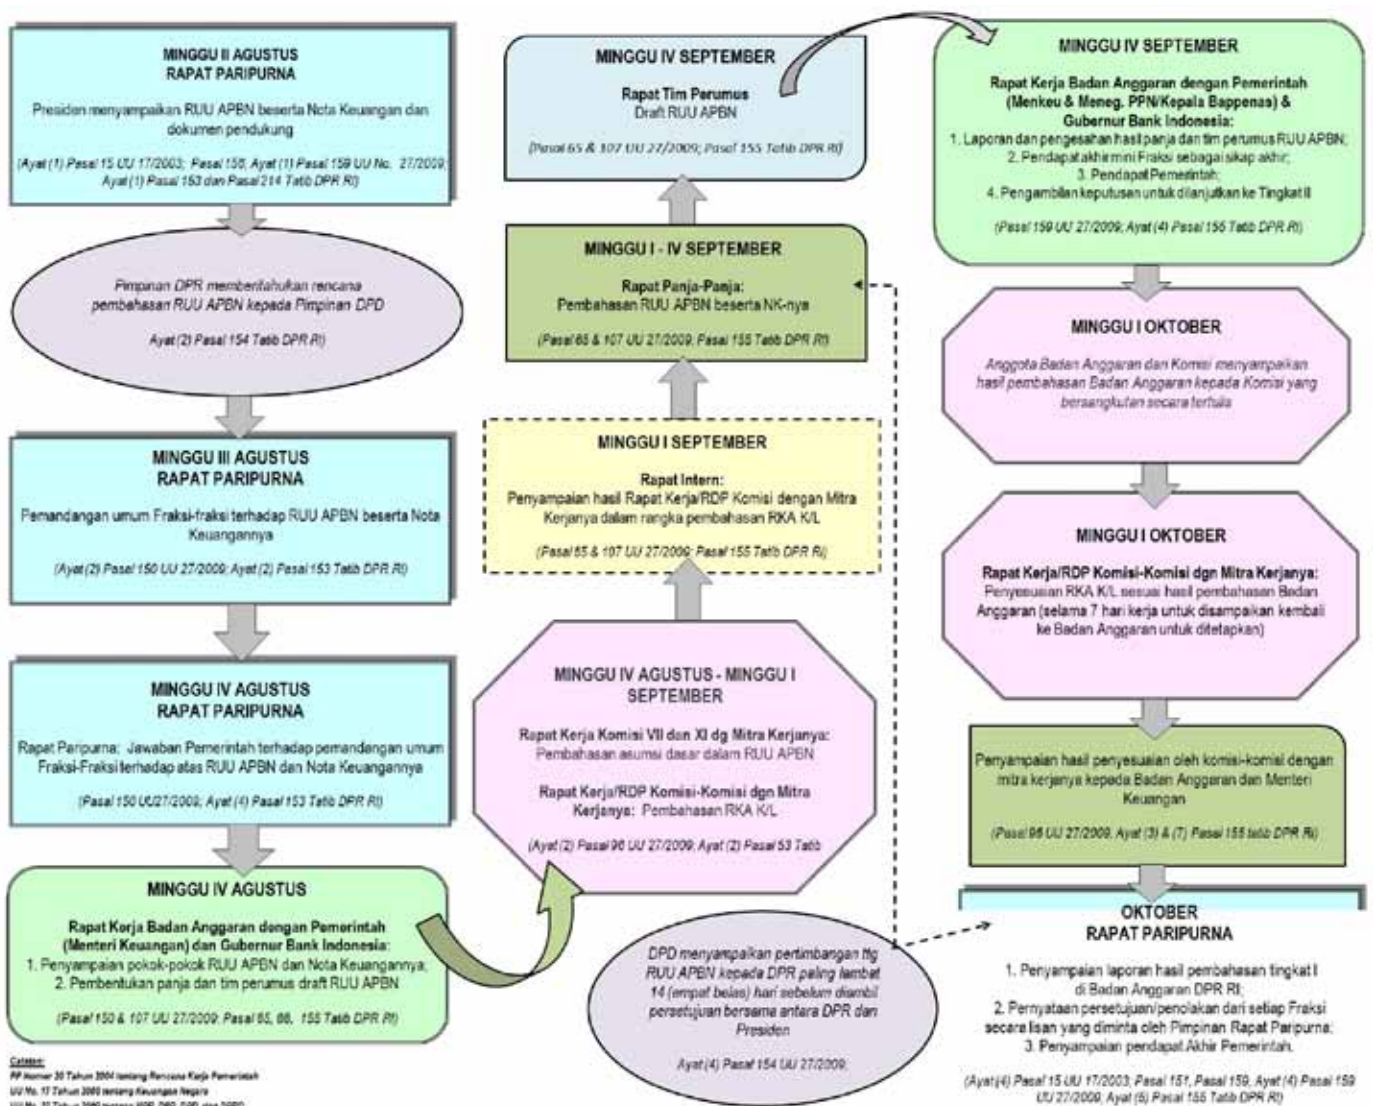 MINGGU II AGUSTUS
RAPAT PARIPURNA
Presiden menyampaikan RUU APBN beserta Nota Keuangan dan
dokumen pendukung
(Ayat (1) Pasal 15 UU 17/2003; Pasal 156, Ayat (1) Pasal 159 UU No. 27/2009;
Ayat (1) Pasal 153 dan Pasal 214 Tatib DPR RI)
Pimpinan DPR memberitahukan rencana
pembahasan RUU APBN kepada Pimpinan DPD
Ayat (2) Pasal 154 Tatib DPR RI)
MINGGU III AGUSTUS
RAPAT PARIPURNA
Pemandangan umum Fraksi-fraksi terhadap RUU APBN beserta Nota
Keuangannya
(Ayat (2) Pasal 150 UU 27/2009; Ayat (2) Pasal 153 Tatib DPR RI)
MINGGU IV AGUSTUS
RAPAT PARIPURNA
Rapat Paripurna: Jawaban Pemerintah terhadap pemandangan umum
Fraksi-Fraksi terhadap atas RUU APBN dan Nota Keuangannya
(Pasal 150 UU27/2009; Ayat (4) Pasal 153 Tatib DPR RI)
MINGGU IV AGUSTUS
Rapat Kerja Badan Anggaran dengan Pemerintah
(Menteri Keuangan) dan Gubernur Bank Indonesia:
1. Penyampaian pokok-pokok RUU APBN dan Nota Keuangannya;
2. Pembentukan panja dan tim perumus draft RUU APBN
(Pasal 150 & 107 UU 27/2009; Pasal 65, 66, 155 Tatib DPR RI)
Catatan:
PP Nomer 20 Tahun 2004 tentang Rencana Kerja Pemerintah
UU No. 17 Tahun 2003 tentang Keuangan Negara
MINGGU IV SEPTEMBER
Rapat Tim Perumus
Draft RUU APBN
(Pasal 65 & 107 UU 27/2009; Pasal 155 Tatib DPR RI)
MINGGU I - IV SEPTEMBER
Rapat Panja-Panja:
Pembahasan RUU APBN beserta NK-nya
(Pasal 65 & 107 UU 27/2009; Pasal 155 Tatib DPR RI)
MINGGU I SEPTEMBER
Rapat Intern:
Penyampaian hasil Rapat Kerja/RDP Komisi dengan Mitra
Kerjanya dalam rangka pembahasan RKA K/L
(Pasal 65 & 107 UU 27/2009; Pasal 155 Tatib DPR RI)
MINGGU IV AGUSTUS - MINGGU I
SEPTEMBER
Rapat Kerja Komisi VII dan XI dg Mitra Kerjanya:
Pembahasan asumsi dasar dalam RUU APBN
Rapat Kerja/RDP Komisi-Komisi dgn Mitra
Kerjanya: Pembahasan RKA K/L
(Ayat (2) Pasal 96 UU 27/2009; Ayat (2) Pasal 53 Tatib
DPD menyampaikan pertimbangan ttg
RUU APBN kepada DPR paling lambat
14 (empat belas) hari sebelum diambil
persetujuan bersama antara DPR dan
Presiden
Ayat (4) Pasal 154 UU 27/2009;
MINGGU IV SEPTEMBER
Rapat Kerja Badan Anggaran dengan Pemerintah
(Menkeu & Meneg. PPN/Kepala Bappenas) &
Gubernur Bank Indonesia:
1. Laporan dan pengesahan hasil panja dan tim perumus RUU APBN;
2. Pendapat akhir mini Fraksi sebagai sikap akhir;
3. Pendapat Pemerintah;
4. Pengambilan keputusan untuk dilanjutkan ke Tingkat II
(Pasal 159 UU 27/2009; Ayat (4) Pasal 155 Tatib DPR RI)
MINGGU I OKTOBER
Anggota Badan Anggaran dan Komisi menyampaikan
hasil pembahasan Badan Anggaran kepada Komisi yang
bersangkutan secara tertulis
MINGGU I OKTOBER
Rapat Kerja/RDP Komisi-Komisi dgn Mitra Kerjanya:
Penyesuaian RKA K/L sesuai hasil pembahasan Badan
Anggaran (selama 7 hari kerja untuk disampaikan kembali
ke Badan Anggaran untuk ditetapkan)
Penyampaian hasil penyesuaian oleh komisi-komisi dengan
mitra kerjanya kepada Badan Anggaran dan Menteri
Keuangan
(Pasal 96 UU 27/2009, Ayat (3) & (7) Pasal 155 tatib DPR RI)
OKTOBER
RAPAT PARIPURNA
1. Penyampaian laporan hasil pembahasan tingkat I
di Badan Anggaran DPR RI;
2. Pernyataan persetujuan/penolakan dari setiap Fraksi
secara lisan yang diminta oleh Pimpinan Rapat Paripurna;
3. Penyampaian pendapat Akhir Pemerintah.
(Ayat (4) Pasal 15 UU 17/2003; Pasal 151, Pasal 159, Ayat (4) Pasal 159
UU 27/2009; Ayat (6) Pasal 155 Tatib DPR RI)